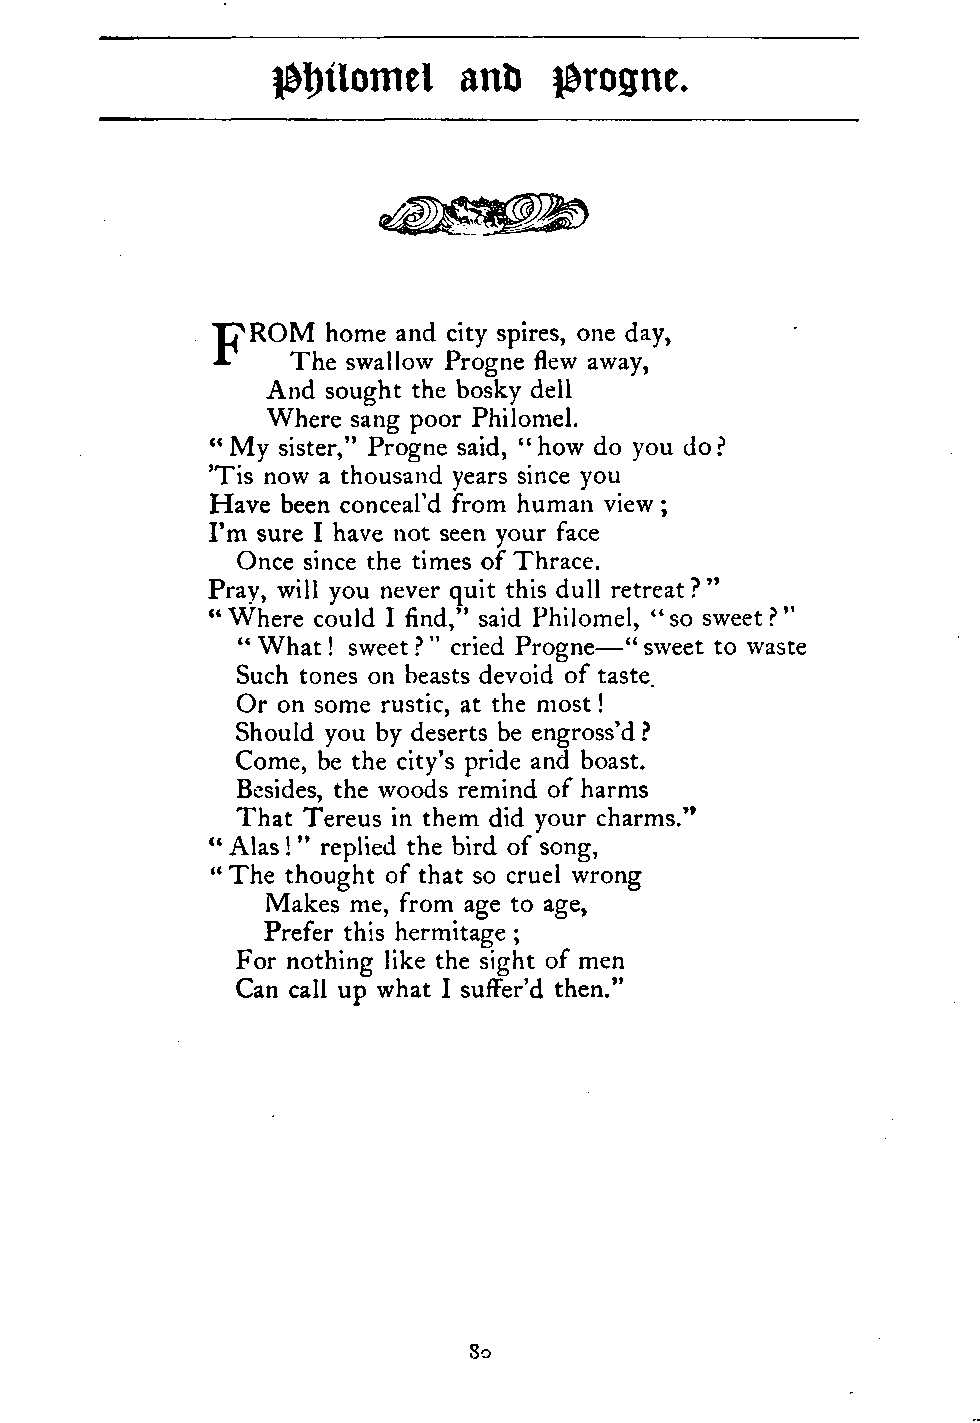 Philomel and Progne.
FROM home and city spires, one day,
The swallow Progne flew away,
And sought the bosky dell
Where sang poor Philomel.
“My sister,” Progne said, “how do you do?
’Tis now a thousand years since you
Have been conceal’d from human view;
I’m sure I have not seen your face
Once since the times of Thrace.
Pray, will you never quit this dull retreat?”
“Where could I find,” said Philomel, “so sweet?”
“What! sweet?” cried Progne—“sweet to waste
Such tones on beasts devoid of taste.
Or on some rustic, at the most!
Should you by deserts be engross’d?
Come, be the city’s pride and boast.
Besides, the woods remind of harms
That Tereus in them did your charms.”
“Alas!” replied the bird of song,
“The thought of that so cruel wrong
Makes me, from age to age,
Prefer this hermitage;
For nothing like the sight of men
Can call up what I suffer’d then.”
80